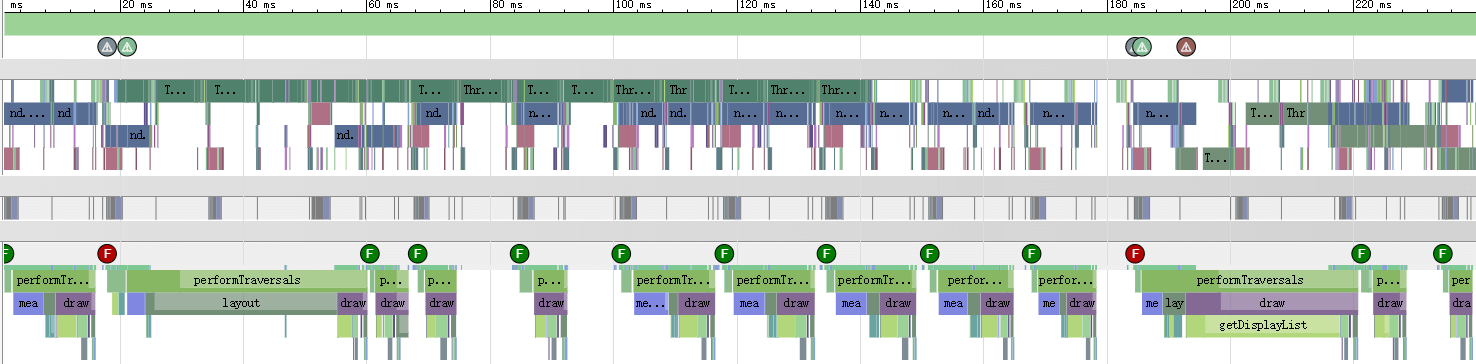 ms 20 ms 40 ms 60 ms 80 ms 100 ms 120 ms 140 ms 160 ms 180 ms 200 ms 220 ms
T... T... T... Thr... T... T... Thr... Thr T... Thr... Thr...
nd.... nd nd. n... nd. nd. n... n... n... n... n... nd. n... n... T... Thr
nd. nd.
T...
F F F F F F F F F F F F F F
performTr... performTraversals p... p... p... performTr... performTr... performTr... perfor... perfor... performTraversals p... per
mea draw layout draw draw draw draw me... draw mea draw mea draw mea draw me draw me lay draw draw dra
getDisplayList